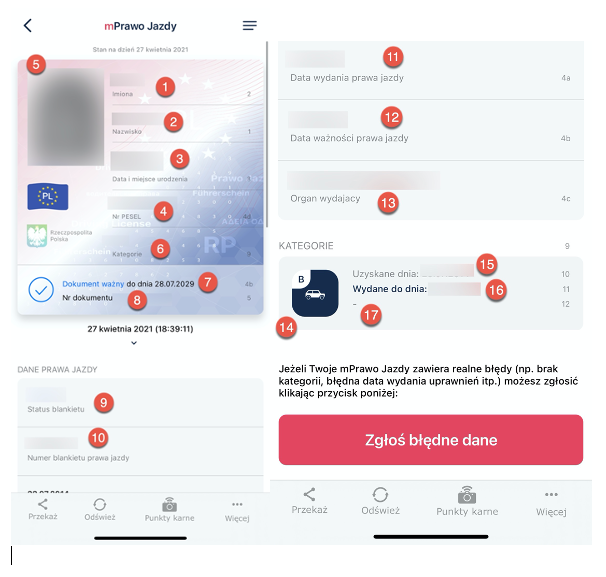 mPrawo Jazdy
Stan na dzień 27 kwietnia 2021
5
1
Imiona 2
2
Nazwisko 1
3
Data i miejsce urodzenia
PL
4
Nr PESEL 4d
Rzeczpospolita
Polska
6
Kategorie 9
Prawo Jaz
Führerschein
RP
Dokument ważny do dnia 28.07.2029 7 4b
Nr dokumentu 8 5
27 kwietnia 2021 (18:39:11)
DANE PRAWA JAZDY
9
Status blankietu
10
Numer blankietu prawa jazdy
Przekaż Odśwież Punkty karne Więcej
11
Data wydania prawa jazdy 4a
12
Data ważności prawa jazdy 4b
Organ wydający 13 4c
KATEGORIE 9
B
Uzyskane dnia: 15 10
Wydane do dnia: 16 11
- 17 12
14
Jeżeli Twoje mPrawo Jazdy zawiera realne błędy (np. brak
kategorii, błędna data wydania uprawnień itp.) możesz zgłosić
klikając przycisk poniżej:
Zgłoś błędne dane
Przekaż Odśwież Punkty karne Więcej